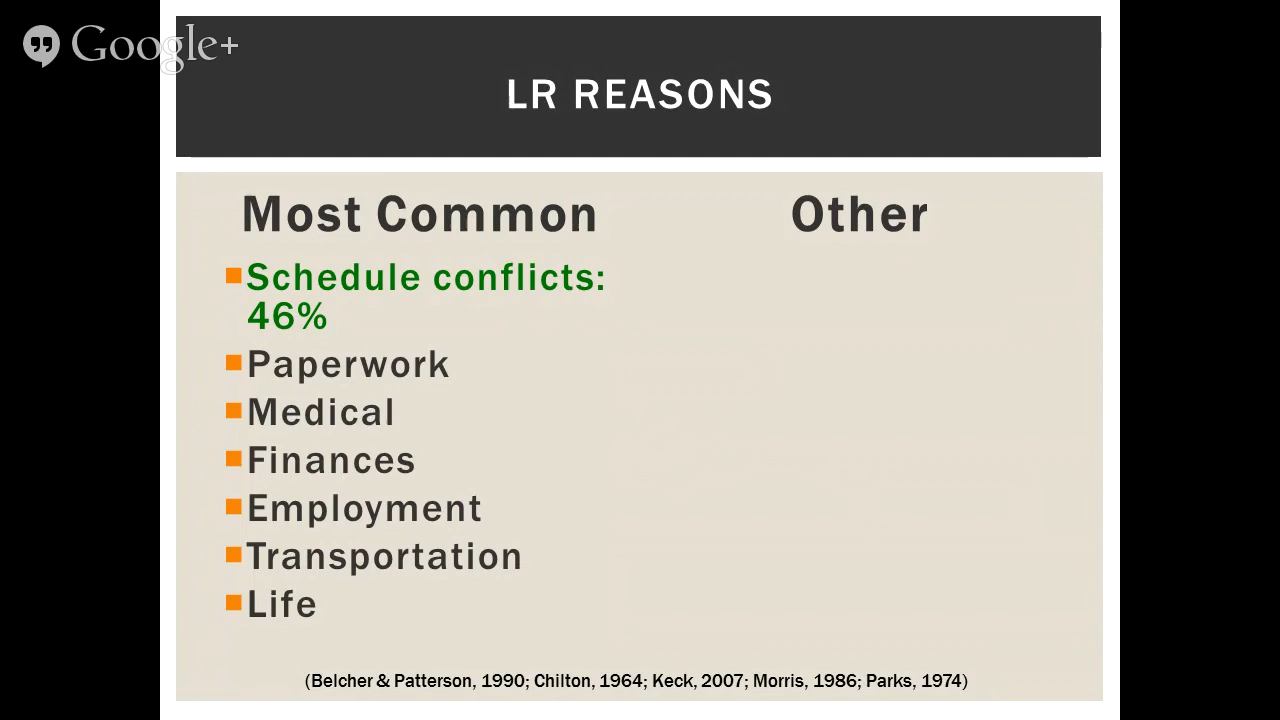 Google+
LR REASONS
Most Common
Other
Schedule conflicts:
46%
Paperwork
Medical
Finances
Employment
Transportation
Life
(Belcher & Patterson, 1990; Chilton, 1964; Keck, 2007; Morris, 1986; Parks, 1974)